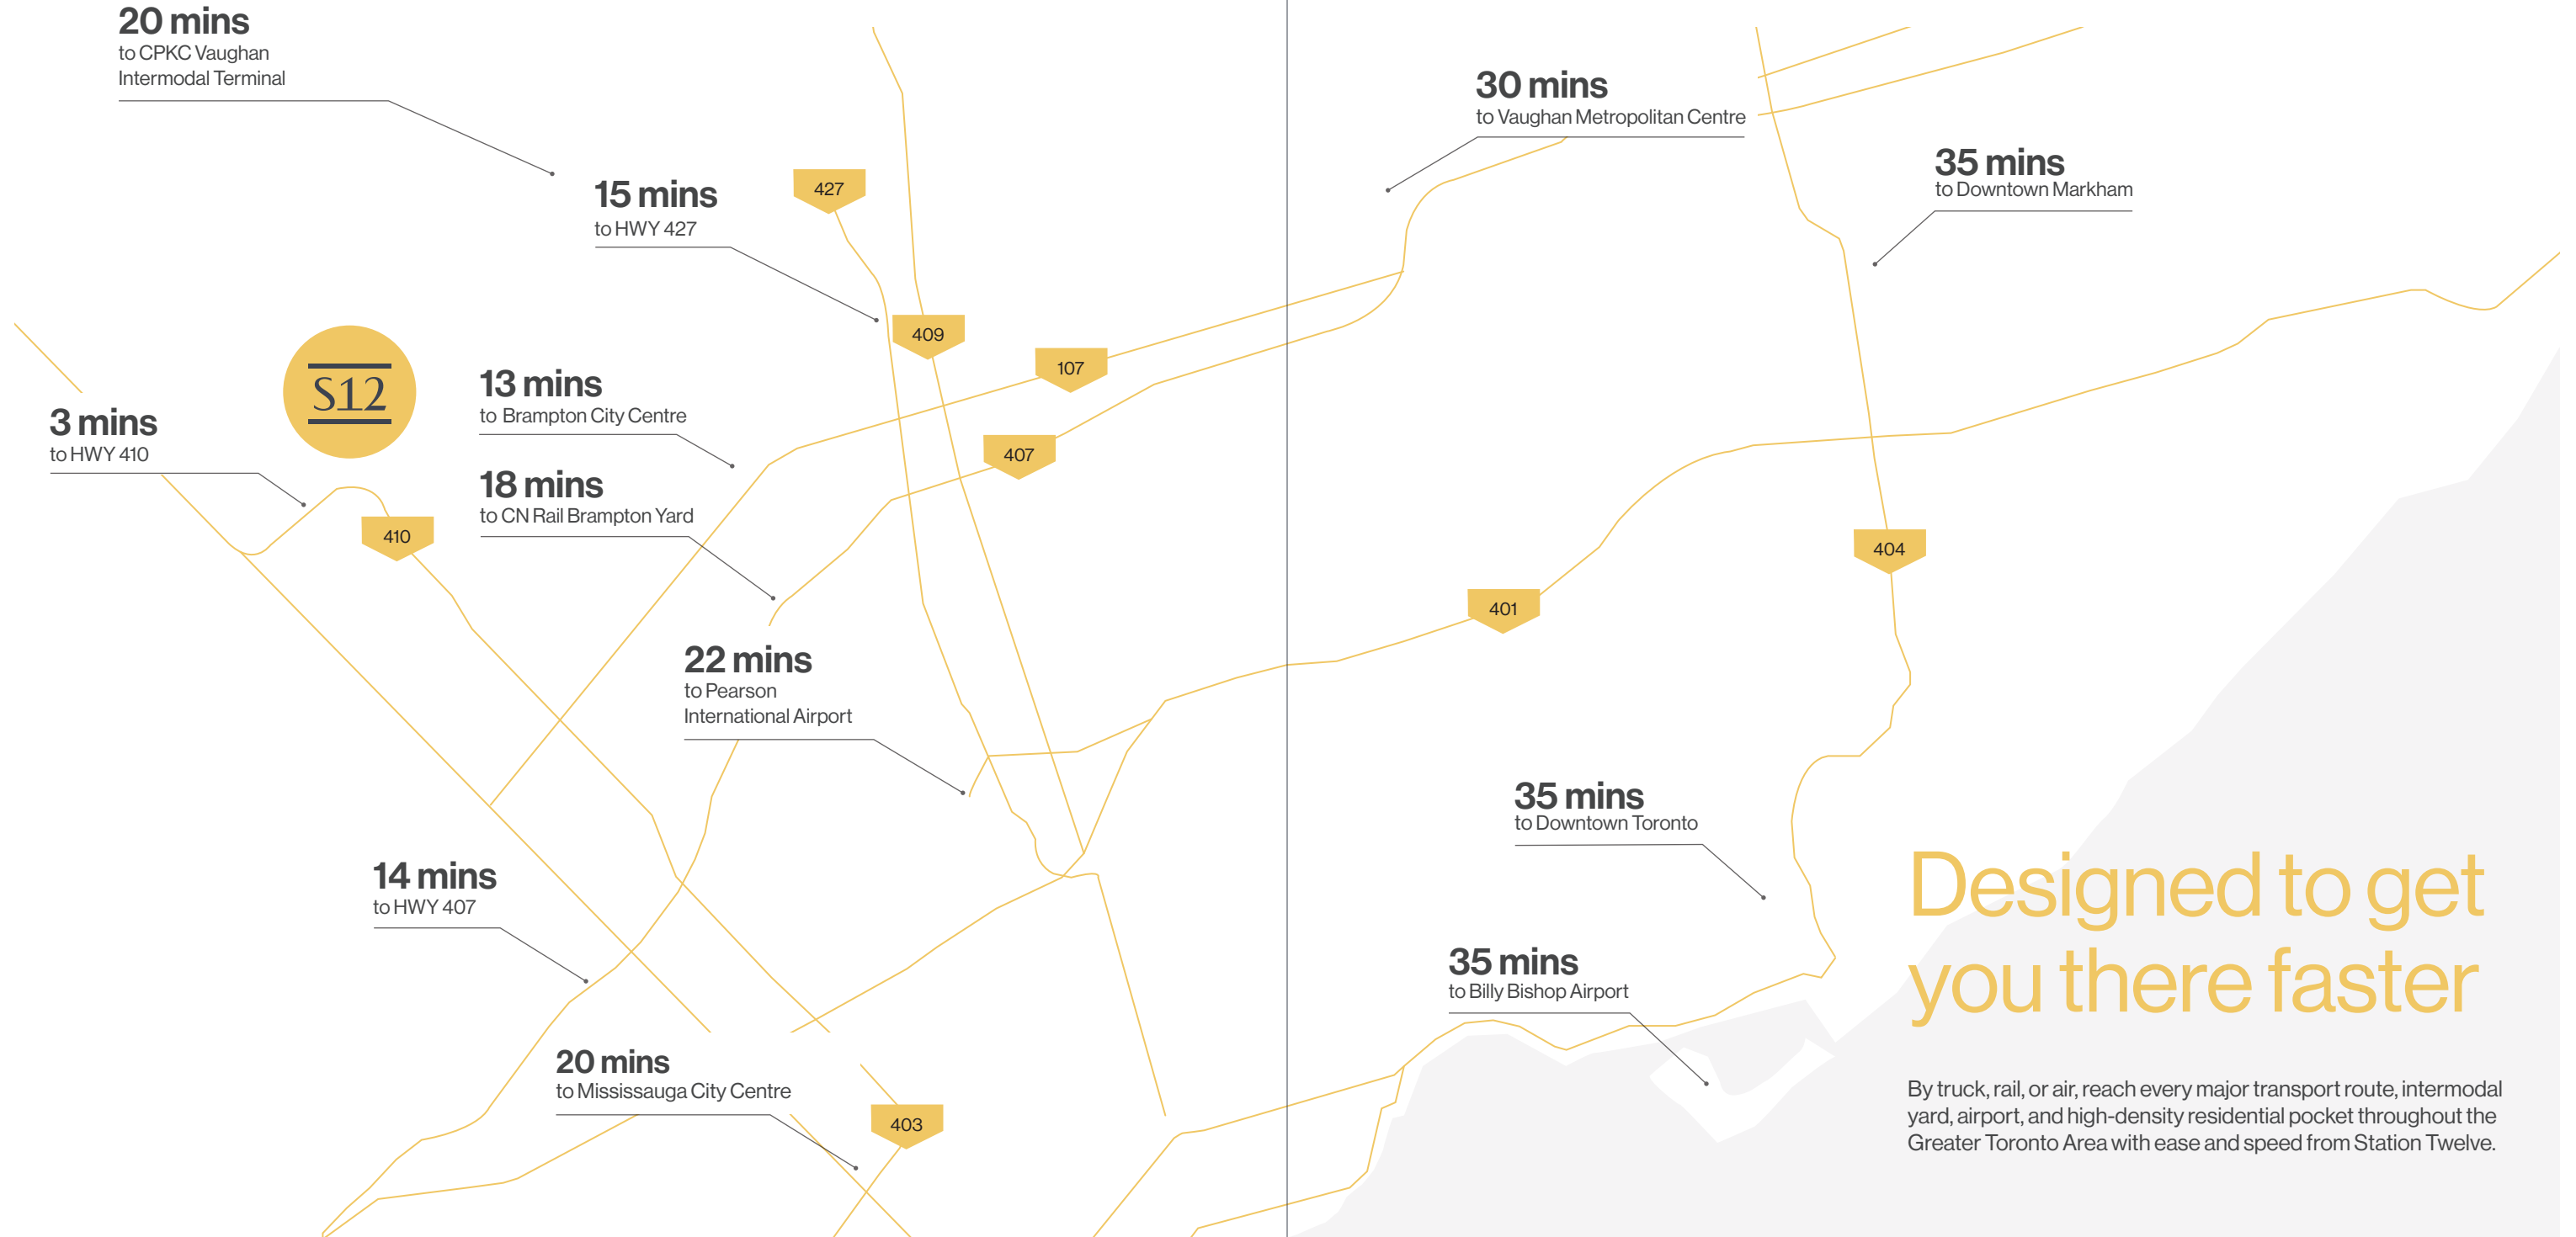 20 mins
to CPKC Vaughan
Intermodal Terminal
15 mins
to HWY 427
427
409
107
407
S12
3 mins
to HWY 410
410
13 mins
to Brampton City Centre
18 mins
to CN Rail Brampton Yard
22 mins
to Pearson
International Airport
14 mins
to HWY 407
20 mins
to Mississauga City Centre
403
30 mins
to Vaughan Metropolitan Centre
35 mins
to Downtown Markham
404
401
35 mins
to Downtown Toronto
35 mins
to Billy Bishop Airport
Designed to get
you there faster
By truck, rail, or air, reach every major transport route, intermodal
yard, airport, and high-density residential pocket throughout the
Greater Toronto Area with ease and speed from Station Twelve.